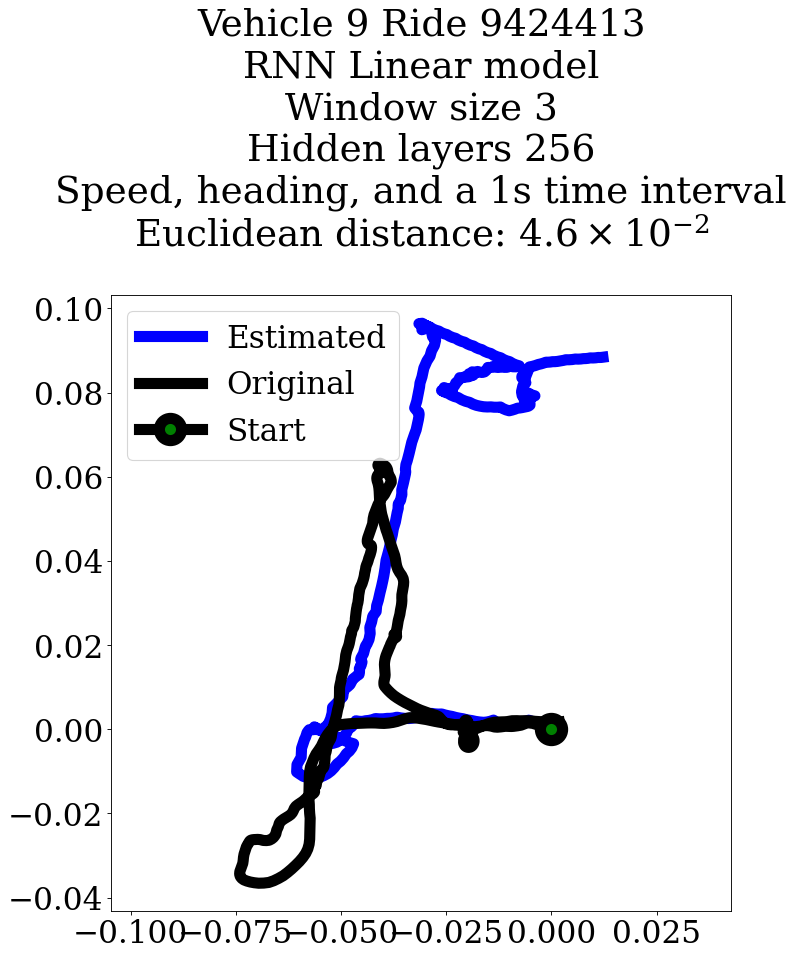 Vehicle 9 Ride 9424413
RNN Linear model
Window size 3
Hidden layers 256
Speed, heading, and a 1s time interval
Euclidean distance: 4.6 × 10⁻²
Estimated
Original
Start
0.10
0.08
0.06
0.04
0.02
0.00
−0.02
−0.04
−0.100 −0.075 −0.050 −0.025 0.000 0.025